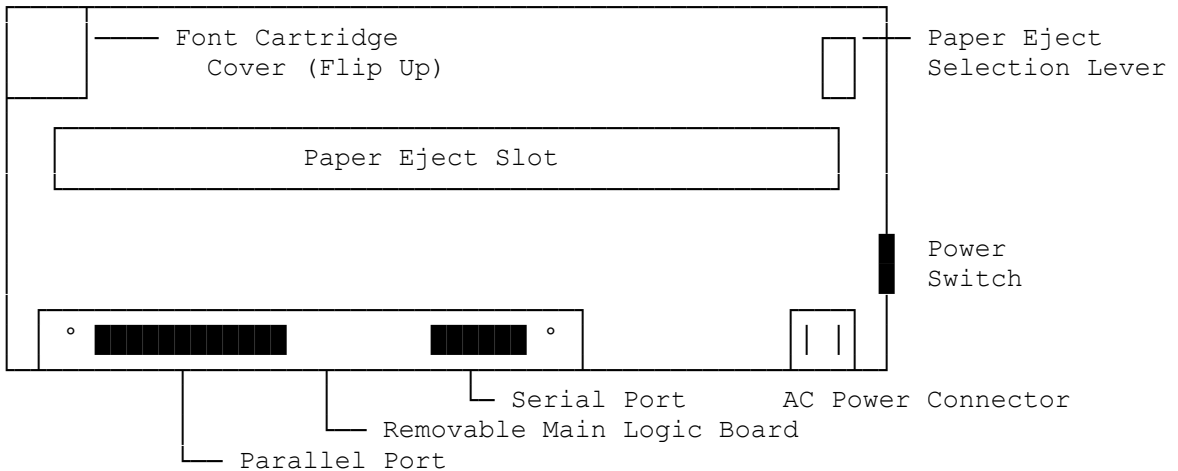 Font Cartridge
Cover (Flip Up)
Paper Eject
Selection Lever
Paper Eject Slot
Power
Switch
° °
Serial Port
AC Power Connector
Removable Main Logic Board
Parallel Port